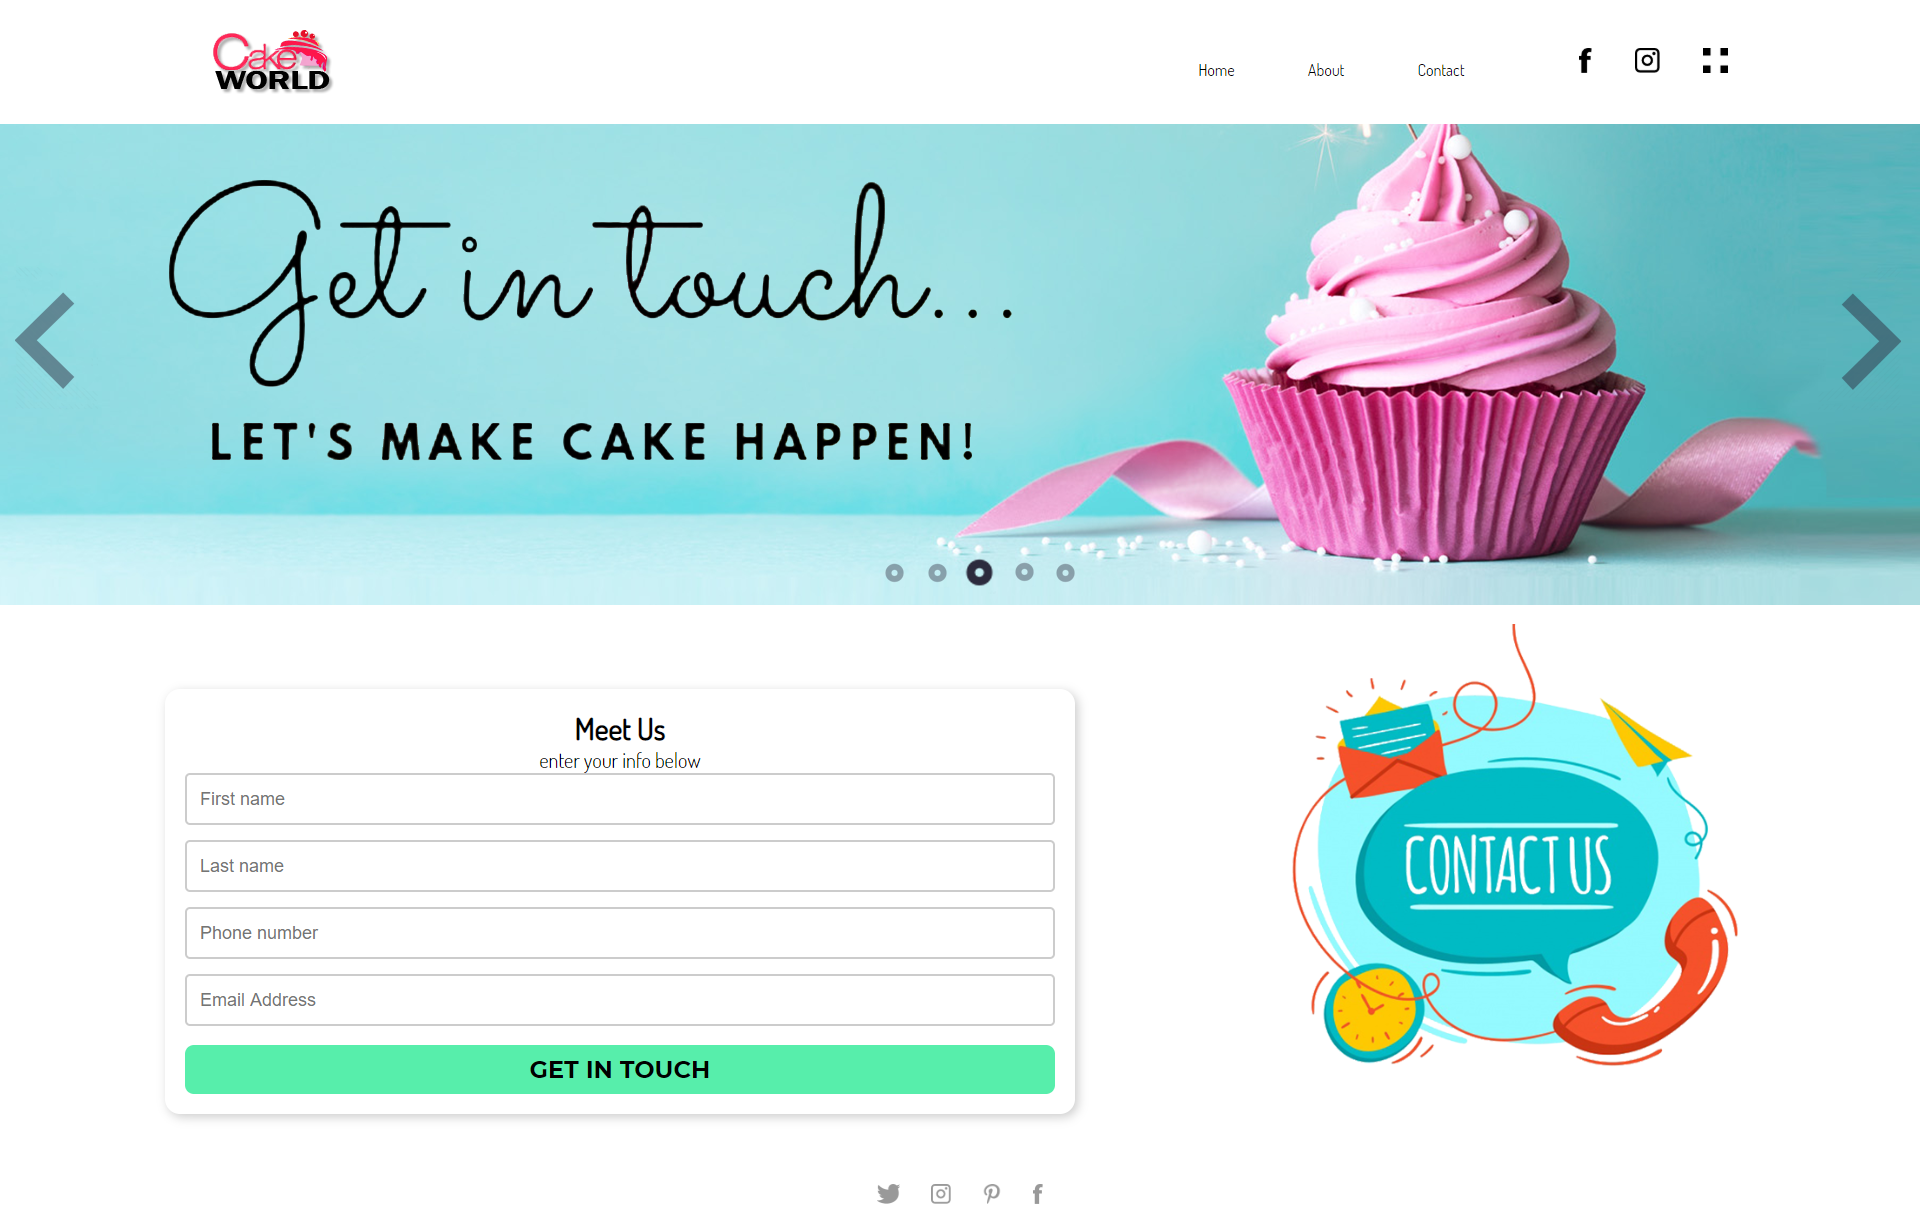 Cake
WORLD
Home About Contact
Get in touch...
LET'S MAKE CAKE HAPPEN!
Meet Us
enter your info below
First name
Last name
Phone number
Email Address
GET IN TOUCH
CONTACT US